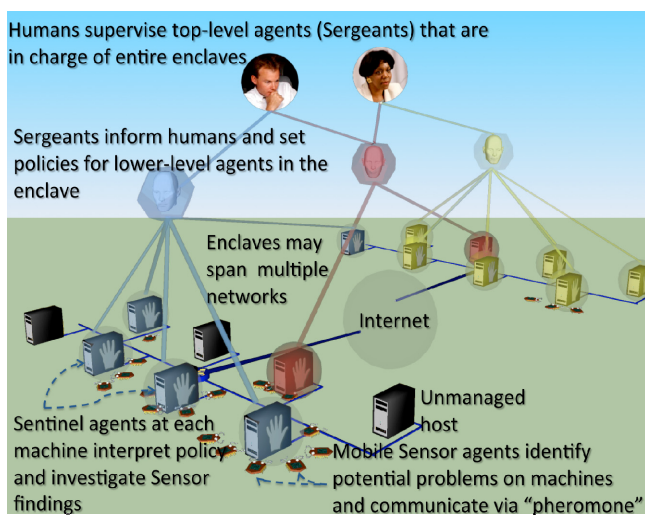 Humans supervise top-level agents (Sergeants) that are
in charge of entire enclaves
Sergeants inform humans and set
policies for lower-level agents in the
enclave
Enclaves may
span multiple
networks
Internet
Unmanaged
host
Sentinel agents at each
machine interpret policy
and investigate Sensor
findings
Mobile Sensor agents identify
potential problems on machines
and communicate via “pheromone”